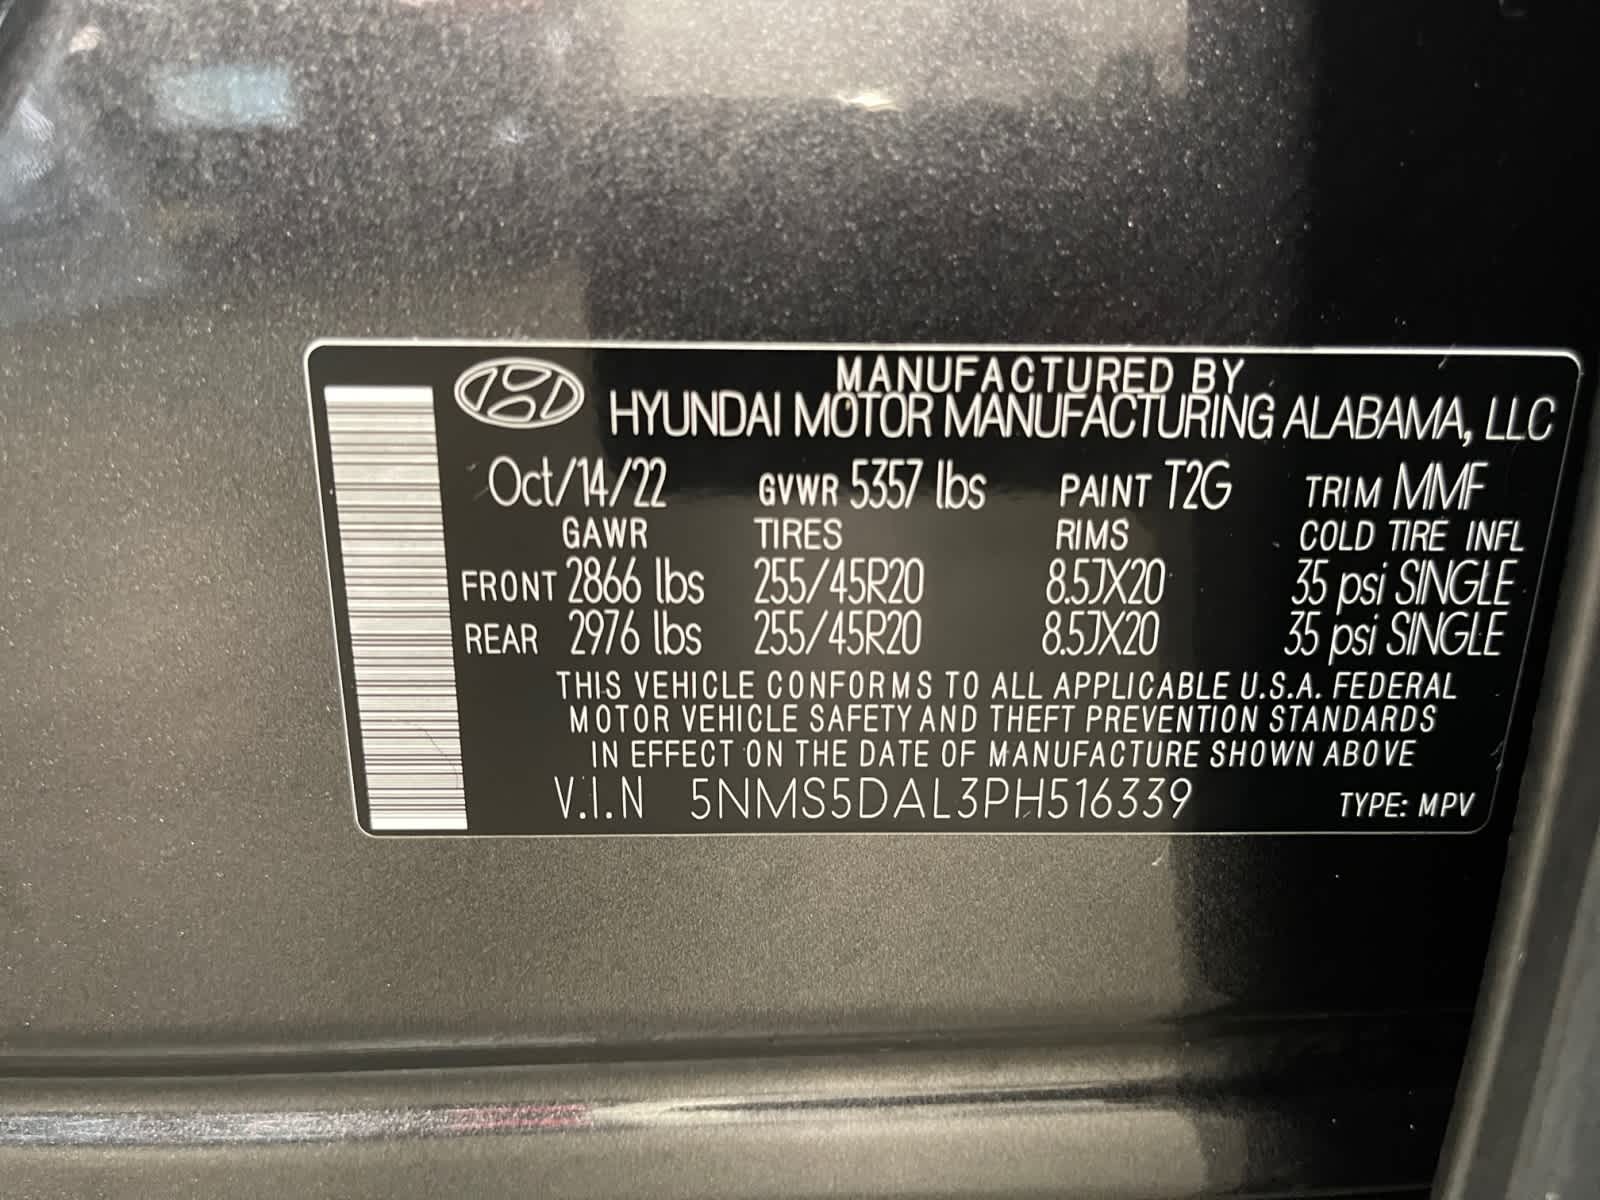 MANUFACTURED BY
HYUNDAI MOTOR MANUFACTURING ALABAMA, LLC
Oct/14/22 GVWR 5357 lbs PAINT T2G TRIM MMF
GAWR TIRES RIMS COLD TIRE INFL
FRONT 2866 lbs 255/45R20 8.5JX20 35 psi SINGLE
REAR 2976 lbs 255/45R20 8.5JX20 35 psi SINGLE
THIS VEHICLE CONFORMS TO ALL APPLICABLE U.S.A. FEDERAL
MOTOR VEHICLE SAFETY AND THEFT PREVENTION STANDARDS
IN EFFECT ON THE DATE OF MANUFACTURE SHOWN ABOVE
V.I.N 5NMS5DAL3PH516339 TYPE: MPV